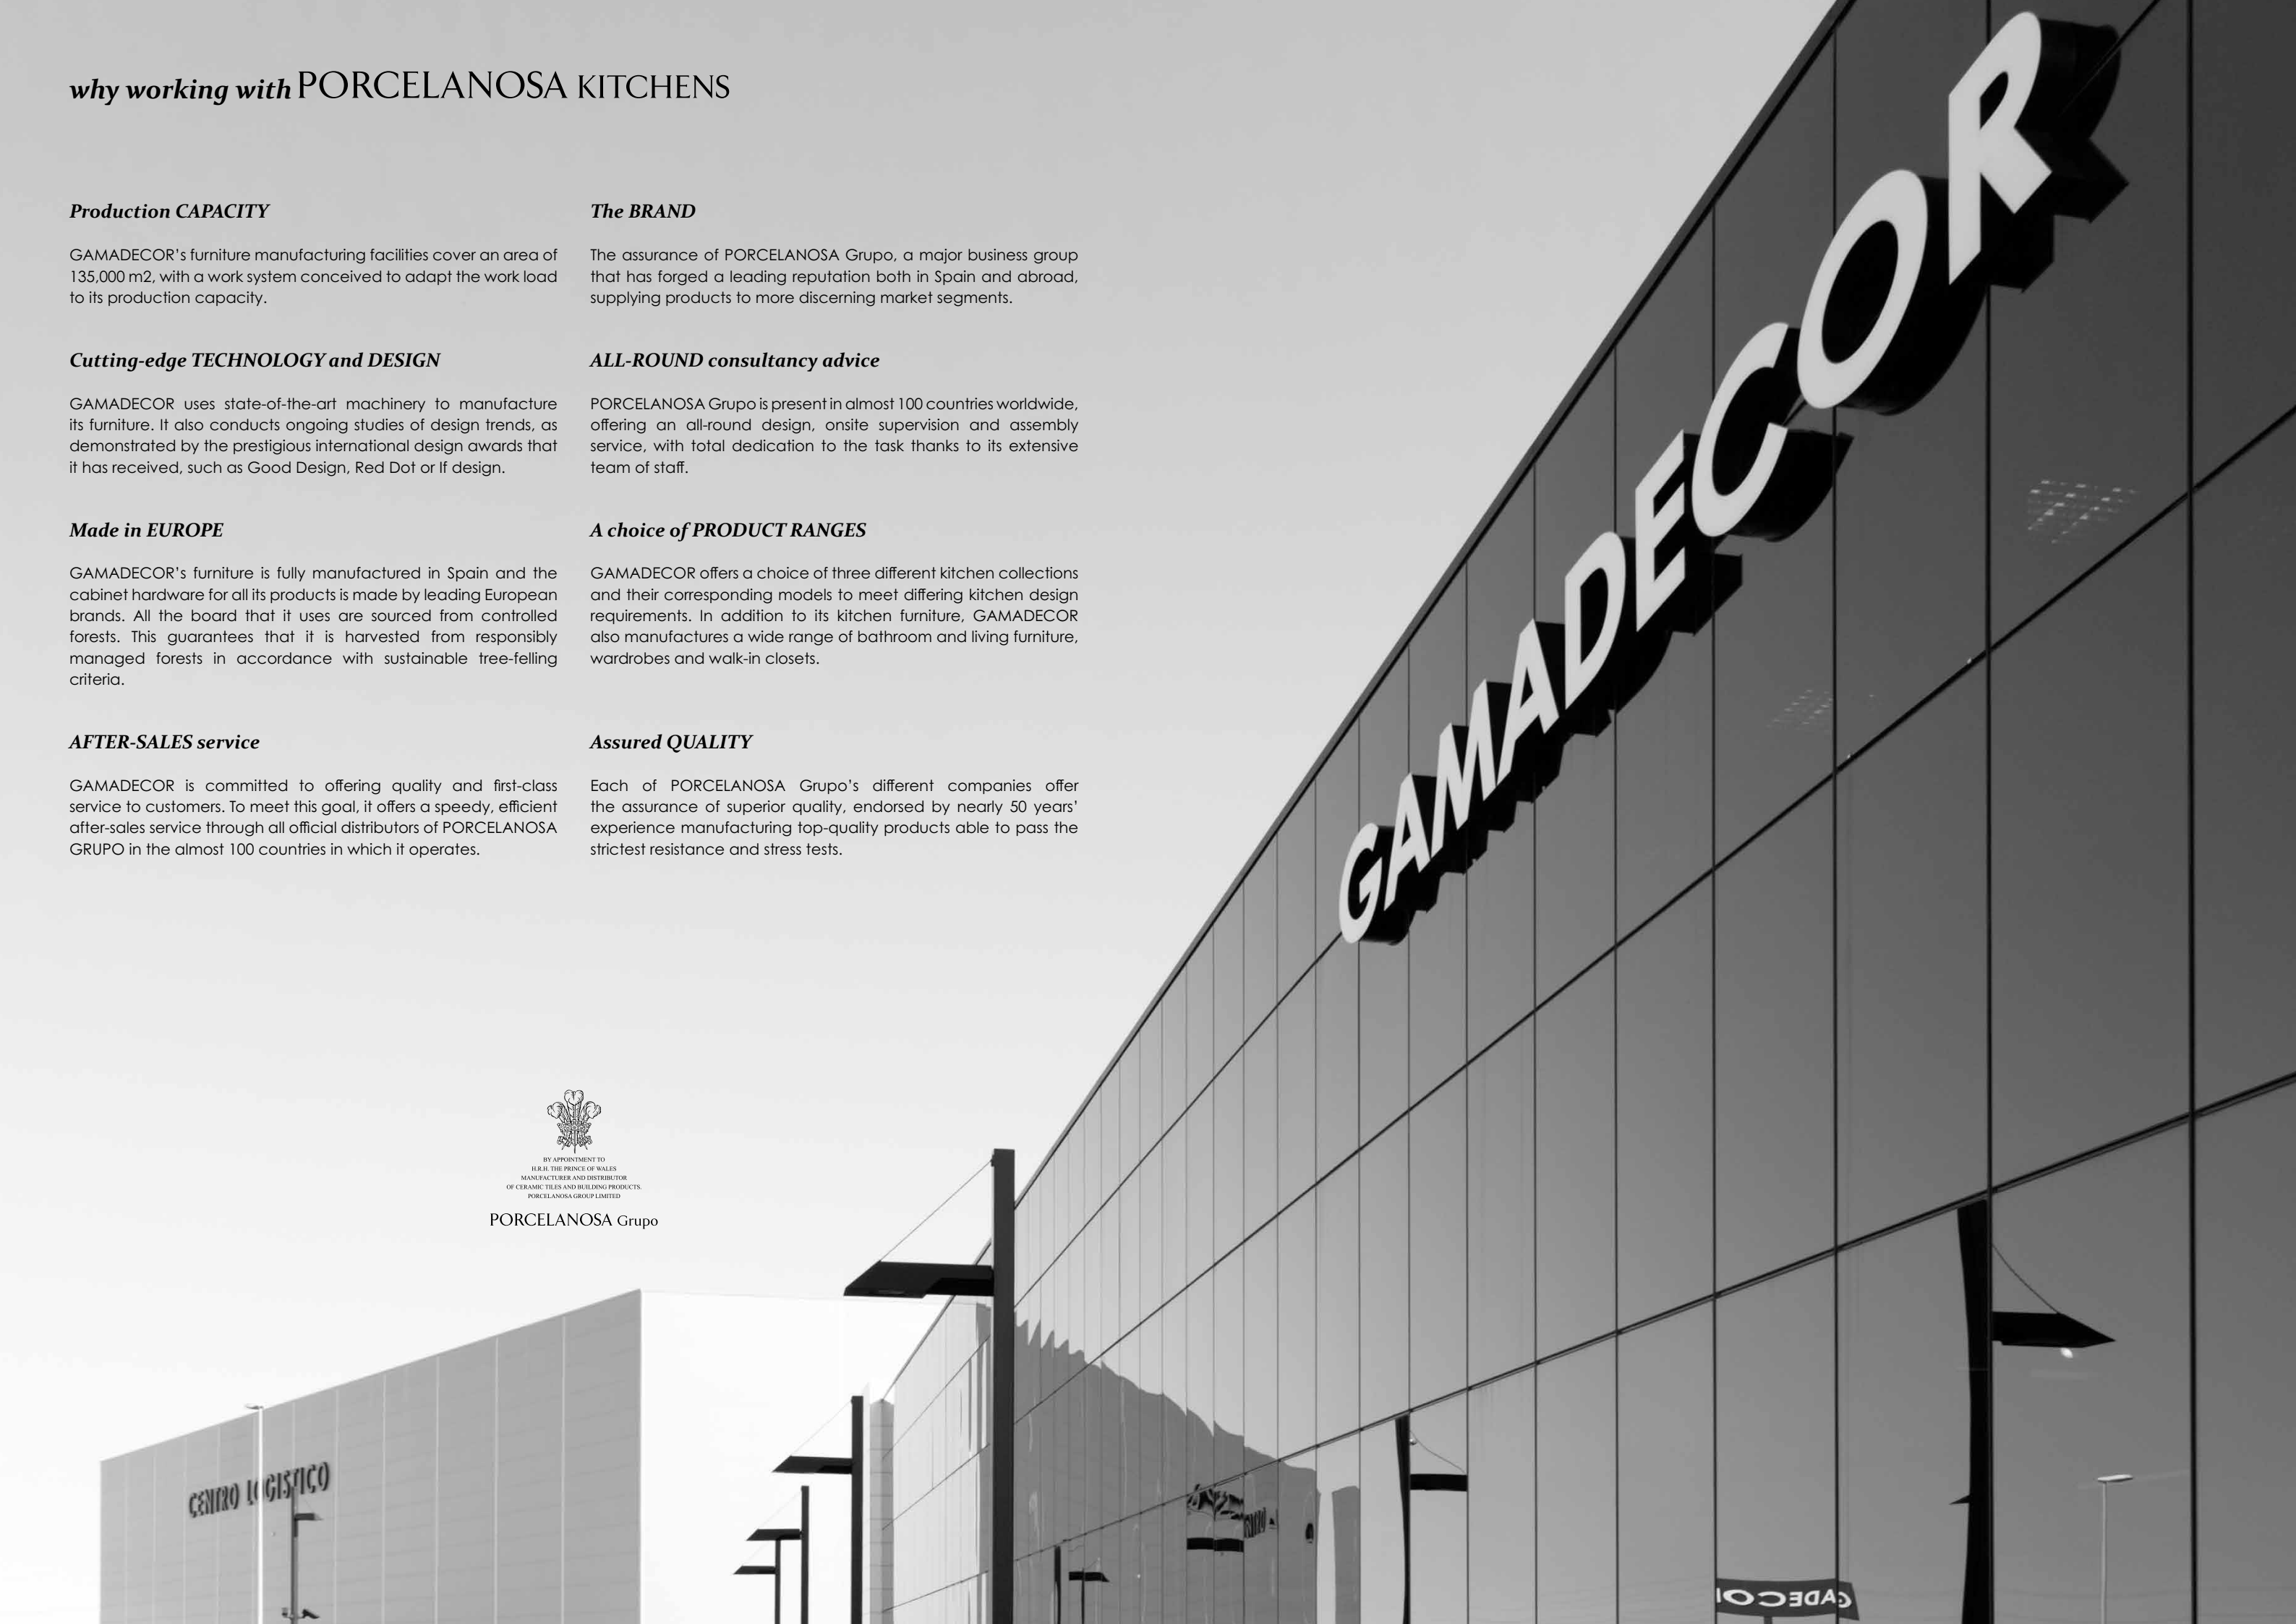 why working with PORCELANOSA KITCHENS
Production CAPACITY
GAMADECOR's furniture manufacturing facilities cover an area of
135,000 m2, with a work system conceived to adapt the work load
to its production capacity.
Cutting-edge TECHNOLOGY and DESIGN
GAMADECOR uses state-of-the-art machinery to manufacture
its furniture. It also conducts ongoing studies of design trends, as
demonstrated by the prestigious international design awards that
it has received, such as Good Design, Red Dot or If design.
Made in EUROPE
GAMADECOR's furniture is fully manufactured in Spain and the
cabinet hardware for all its products is made by leading European
brands. All the board that it uses are sourced from controlled
forests. This guarantees that it is harvested from responsibly
managed forests in accordance with sustainable tree-felling
criteria.
AFTER-SALES service
GAMADECOR is committed to offering quality and first-class
service to customers. To meet this goal, it offers a speedy, efficient
after-sales service through all official distributors of PORCELANOSA
GRUPO in the almost 100 countries in which it operates.
The BRAND
The assurance of PORCELANOSA Grupo, a major business group
that has forged a leading reputation both in Spain and abroad,
supplying products to more discerning market segments.
ALL-ROUND consultancy advice
PORCELANOSA Grupo is present in almost 100 countries worldwide,
offering an all-round design, onsite supervision and assembly
service, with total dedication to the task thanks to its extensive
team of staff.
A choice of PRODUCT RANGES
GAMADECOR offers a choice of three different kitchen collections
and their corresponding models to meet differing kitchen design
requirements. In addition to its kitchen furniture, GAMADECOR
also manufactures a wide range of bathroom and living furniture,
wardrobes and walk-in closets.
Assured QUALITY
Each of PORCELANOSA Grupo's different companies offer
the assurance of superior quality, endorsed by nearly 50 years'
experience manufacturing top-quality products able to pass the
strictest resistance and stress tests.
BY APPOINTMENT TO
H.R.H. THE PRINCE OF WALES
MANUFACTURER AND DISTRIBUTOR
OF CERAMIC TILES AND BUILDING PRODUCTS.
PORCELANOSA GROUP LIMITED
PORCELANOSA Grupo
GAMADECOR
CENTRO LOGISTICO